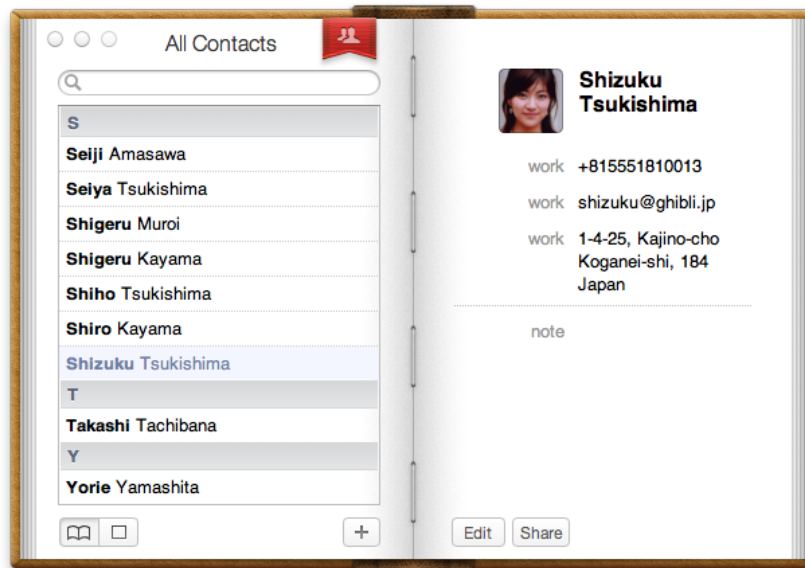 All Contacts
S
Seiji Amasawa
Seiya Tsukishima
Shigeru Muroi
Shigeru Kayama
Shiho Tsukishima
Shiro Kayama
Shizuku Tsukishima
T
Takashi Tachibana
Y
Yorie Yamashita
Shizuku
Tsukishima
work +815551810013
work shizuku@ghibli.jp
work 1-4-25, Kajino-cho
Koganei-shi, 184
Japan
note
Edit Share